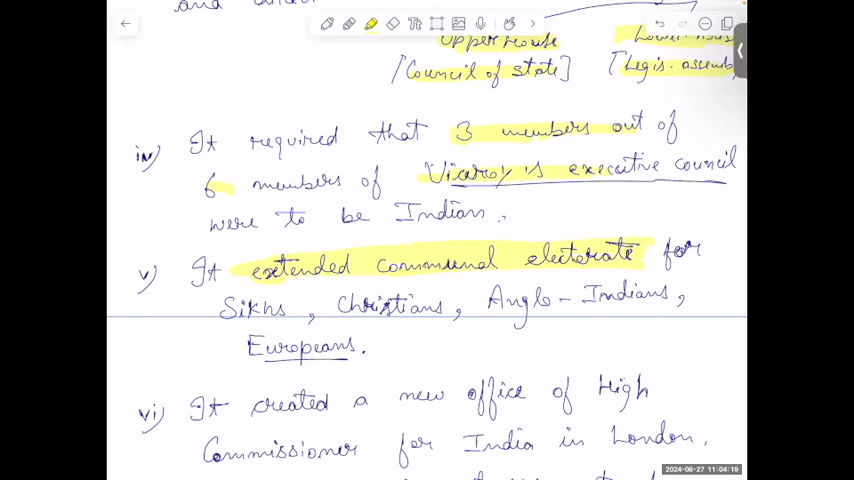 and
Upper House
[Council of state] [Legis. assemb
iv) It required that 3 members out of
6 members of Viceroy's executive council
were to be Indian.
v) It extended communal electorate for
Sikhs, Christians, Anglo-Indians,
Europeans.
vi) It created a new office of High
Commissioner for India in London.
2024-08-27 11:04:19